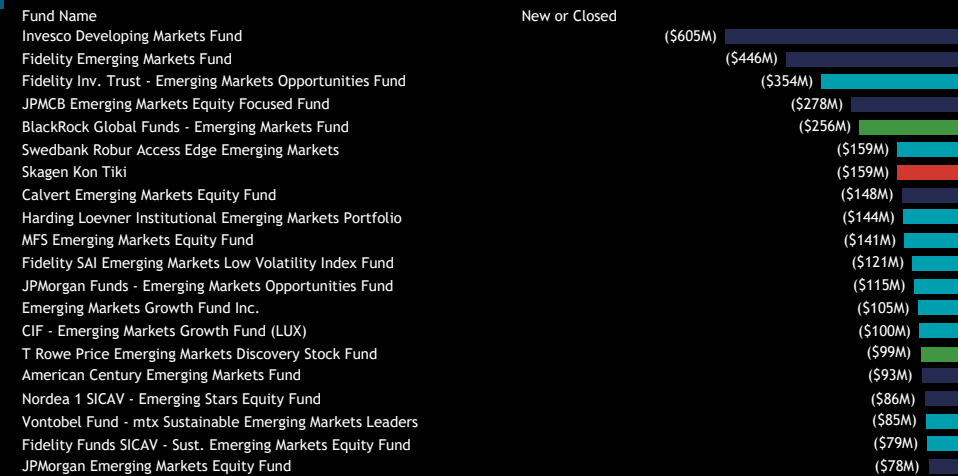 Fund Name New or Closed
Invesco Developing Markets Fund ($605M)
Fidelity Emerging Markets Fund ($446M)
Fidelity Inv. Trust - Emerging Markets Opportunities Fund ($354M)
JPMCB Emerging Markets Equity Focused Fund ($278M)
BlackRock Global Funds - Emerging Markets Fund ($256M)
Swedbank Robur Access Edge Emerging Markets ($159M)
Skagen Kon Tiki ($159M)
Calvert Emerging Markets Equity Fund ($148M)
Harding Loevner Institutional Emerging Markets Portfolio ($144M)
MFS Emerging Markets Equity Fund ($141M)
Fidelity SAI Emerging Markets Low Volatility Index Fund ($121M)
JPMorgan Funds - Emerging Markets Opportunities Fund ($115M)
Emerging Markets Growth Fund Inc. ($105M)
CIF - Emerging Markets Growth Fund (LUX) ($100M)
T Rowe Price Emerging Markets Discovery Stock Fund ($99M)
American Century Emerging Markets Fund ($93M)
Nordea 1 SICAV - Emerging Stars Equity Fund ($86M)
Vontobel Fund - mtx Sustainable Emerging Markets Leaders ($85M)
Fidelity Funds SICAV - Sust. Emerging Markets Equity Fund ($79M)
JPMorgan Emerging Markets Equity Fund ($78M)